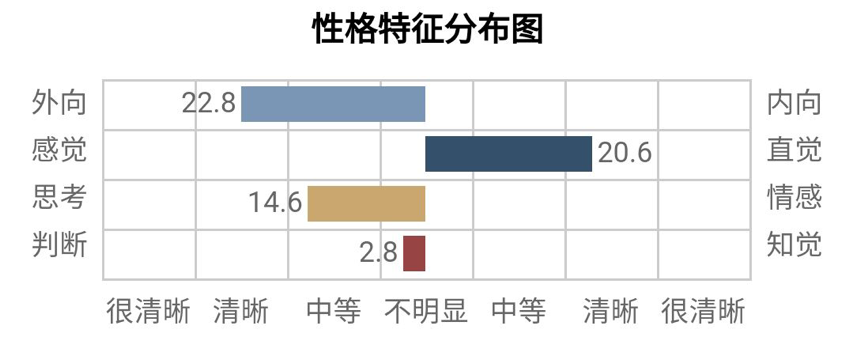 性格特征分布图
外向 22.8 内向
感觉 20.6 直觉
思考 14.6 情感
判断 2.8 知觉
很清晰 清晰 中等 不明显 中等 清晰 很清晰